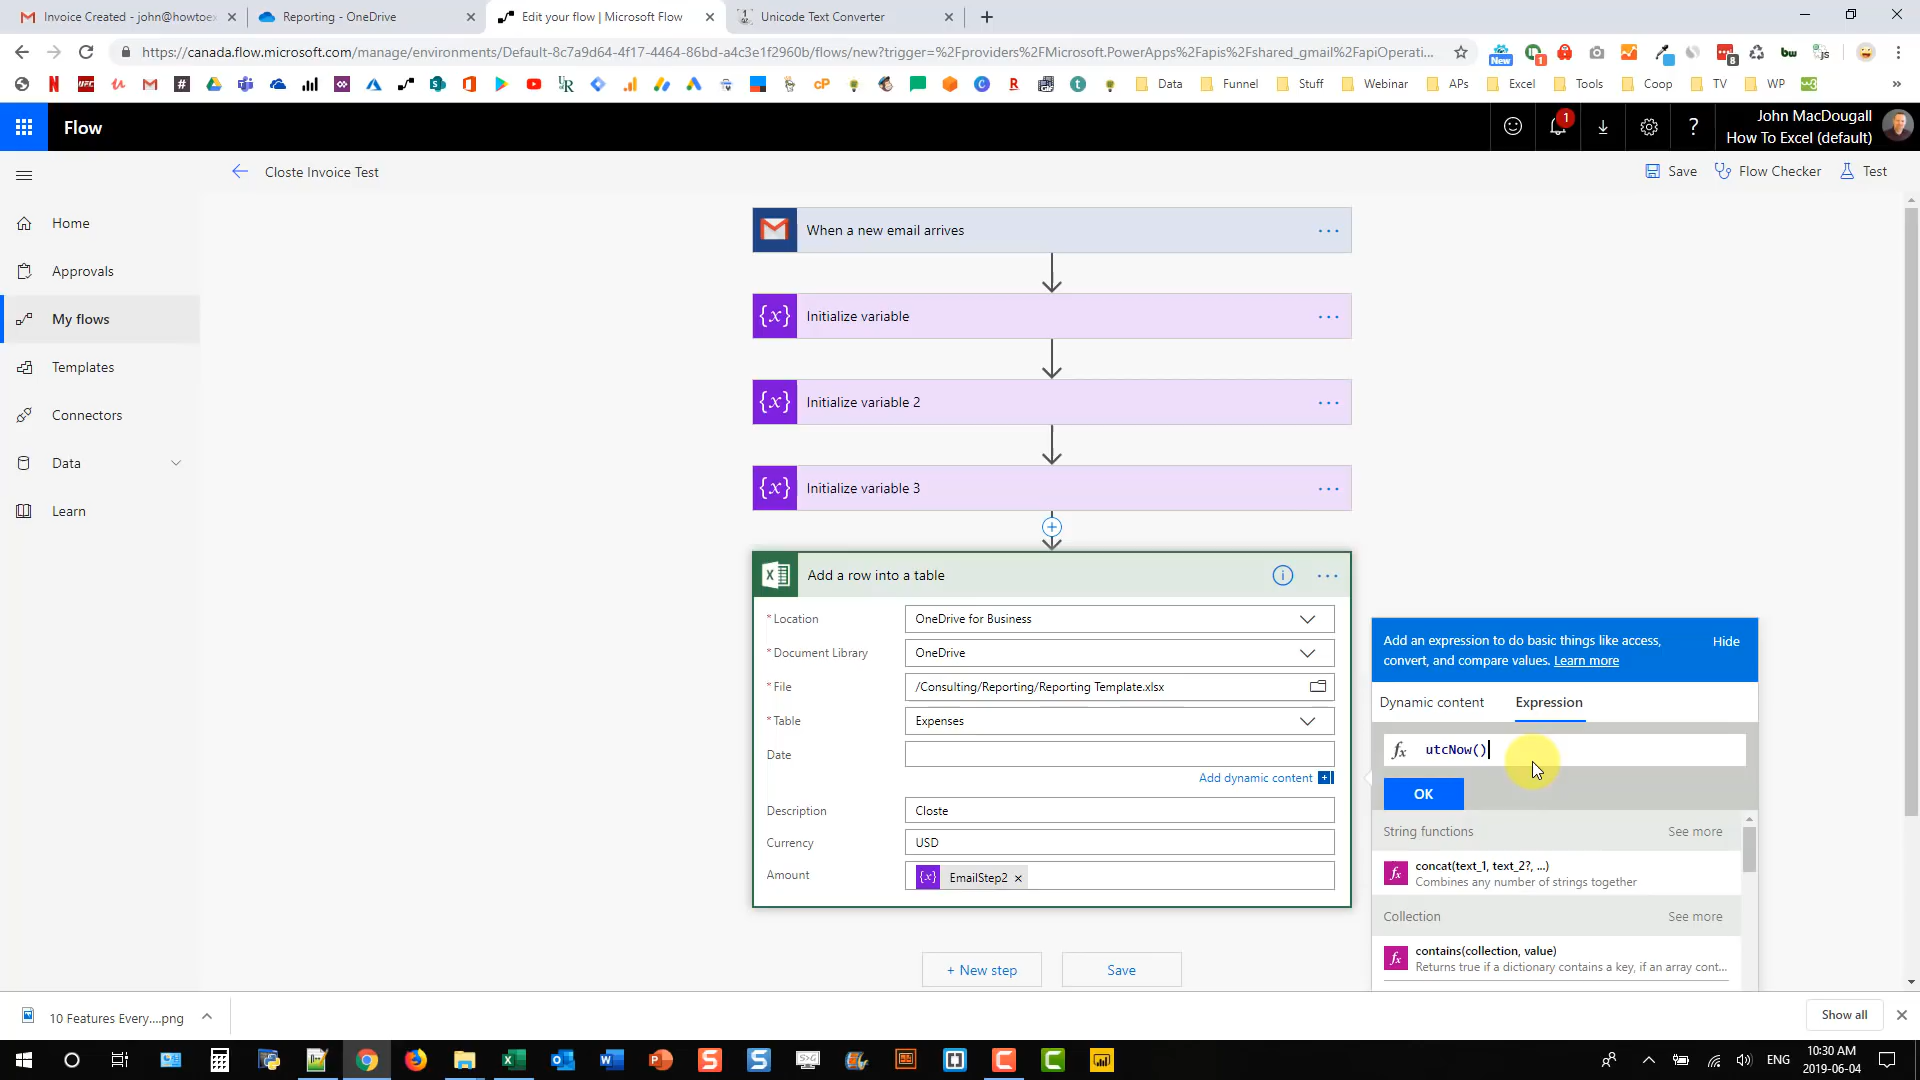 Invoice Created - john@howtoex
Reporting - OneDrive
Edit your flow | Microsoft Flow
Unicode Text Converter
https://canada.flow.microsoft.com/manage/environments/Default-8c7a9d64-4f17-4464-86bd-a4c3e1f2960b/flows/new?trigger=%2Fproviders%2FMicrosoft.PowerApps%2Fapis%2Fshared_gmail%2FapiOperati...
New
1
8
Data
Funnel
Stuff
Webinar
APs
Excel
Tools
Coop
TV
WP
Flow
1
John MacDougall
How To Excel (default)
Closte Invoice Test
Save
Flow Checker
Test
Home
Approvals
My flows
Templates
Connectors
Data
Learn
When a new email arrives
Initialize variable
Initialize variable 2
Initialize variable 3
Add a row into a table
* Location
OneDrive for Business
* Document Library
OneDrive
* File
/Consulting/Reporting/Reporting Template.xlsx
* Table
Expenses
Date
Add dynamic content
Description
Closte
Currency
USD
Amount
EmailStep2
+ New step
Save
Add an expression to do basic things like access,
convert, and compare values. Learn more
Hide
Dynamic content
Expression
fx
utcNow()
OK
String functions
See more
concat(text_1, text_2?, ...)
Combines any number of strings together
Collection
See more
contains(collection, value)
Returns true if a dictionary contains a key, if an array cont...
10 Features Every....png
Show all
ENG
10:30 AM
2019-06-04